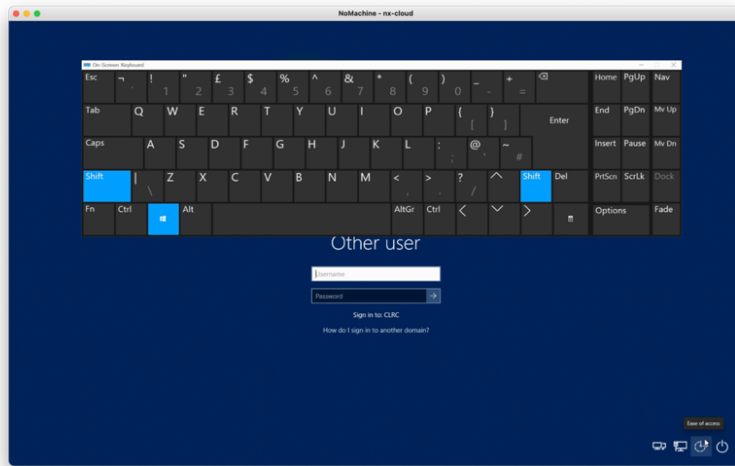 NoMachine - nx-cloud
On-Screen Keyboard
Esc ¬ ` ! 1 " 2 £ 3 $ 4 % 5 ^ 6 & 7 * 8 ( 9 ) 0 _ - + = Home PgUp Nav
Tab Q W E R T Y U I O P { [ } ] Enter End PgDn Mv Up
Caps A S D F G H J K L : ; @ ' ~ # Insert Pause Mv Dn
Shift | \ Z X C V B N M < , > . ? / Shift Del PrtScn ScrLk Dock
Fn Ctrl Alt AltGr Ctrl Options Fade
Other user
Username
Password
Sign in to: CLRC
How do I sign in to another domain?
Ease of access